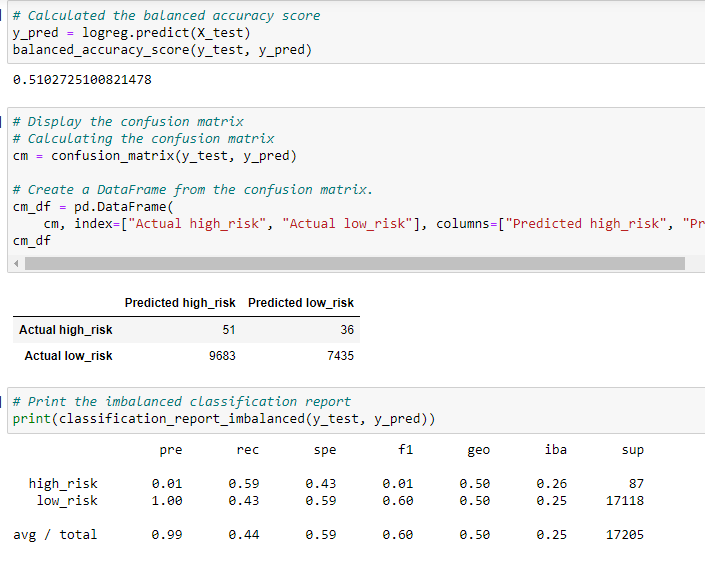 # Calculated the balanced accuracy score
y_pred = logreg.predict(X_test)
balanced_accuracy_score(y_test, y_pred)
0.5102725100821478
# Display the confusion matrix
# Calculating the confusion matrix
cm = confusion_matrix(y_test, y_pred)
# Create a DataFrame from the confusion matrix.
cm_df = pd.DataFrame(
cm, index=["Actual high_risk", "Actual low_risk"], columns=["Predicted high_risk", "Pr
cm_df
Predicted high_risk Predicted low_risk
Actual high_risk 51 36
Actual low_risk 9683 7435
# Print the imbalanced classification report
print(classification_report_imbalanced(y_test, y_pred))
pre rec spe f1 geo iba sup
high_risk 0.01 0.59 0.43 0.01 0.50 0.26 87
low_risk 1.00 0.43 0.59 0.60 0.50 0.25 17118
avg / total 0.99 0.44 0.59 0.60 0.50 0.25 17205